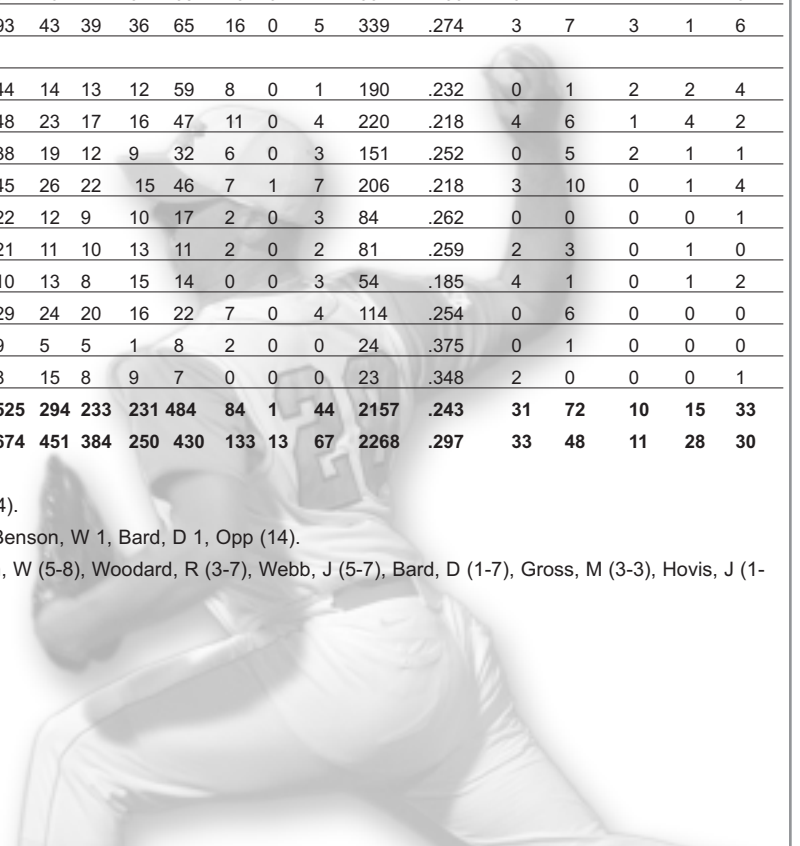 93 43 39 36 65 16 0 5 339 .274 3 7 3 1 6
44 14 13 12 59 8 0 1 190 .232 0 1 2 2 4
48 23 17 16 47 11 0 4 220 .218 4 6 1 4 2
38 19 12 9 32 6 0 3 151 .252 0 5 2 1 1
45 26 22 15 46 7 1 7 206 .218 3 10 0 1 4
22 12 9 10 17 2 0 3 84 .262 0 0 0 0 1
21 11 10 13 11 2 0 2 81 .259 2 3 0 1 0
10 13 8 15 14 0 0 3 54 .185 4 1 0 1 2
29 24 20 16 22 7 0 4 114 .254 0 6 0 0 0
9 5 5 1 8 2 0 0 24 .375 0 1 0 0 0
15 8 9 7 0 0 0 23 .348 2 0 0 0 1
525 294 233 231 484 84 1 44 2157 .243 31 72 10 15 33
574 451 384 250 430 133 13 67 2268 .297 33 48 11 28 30
4).
Benson, W 1, Bard, D 1, Opp (14).
, W (5-8), Woodard, R (3-7), Webb, J (5-7), Bard, D (1-7), Gross, M (3-3), Hovis, J (1-